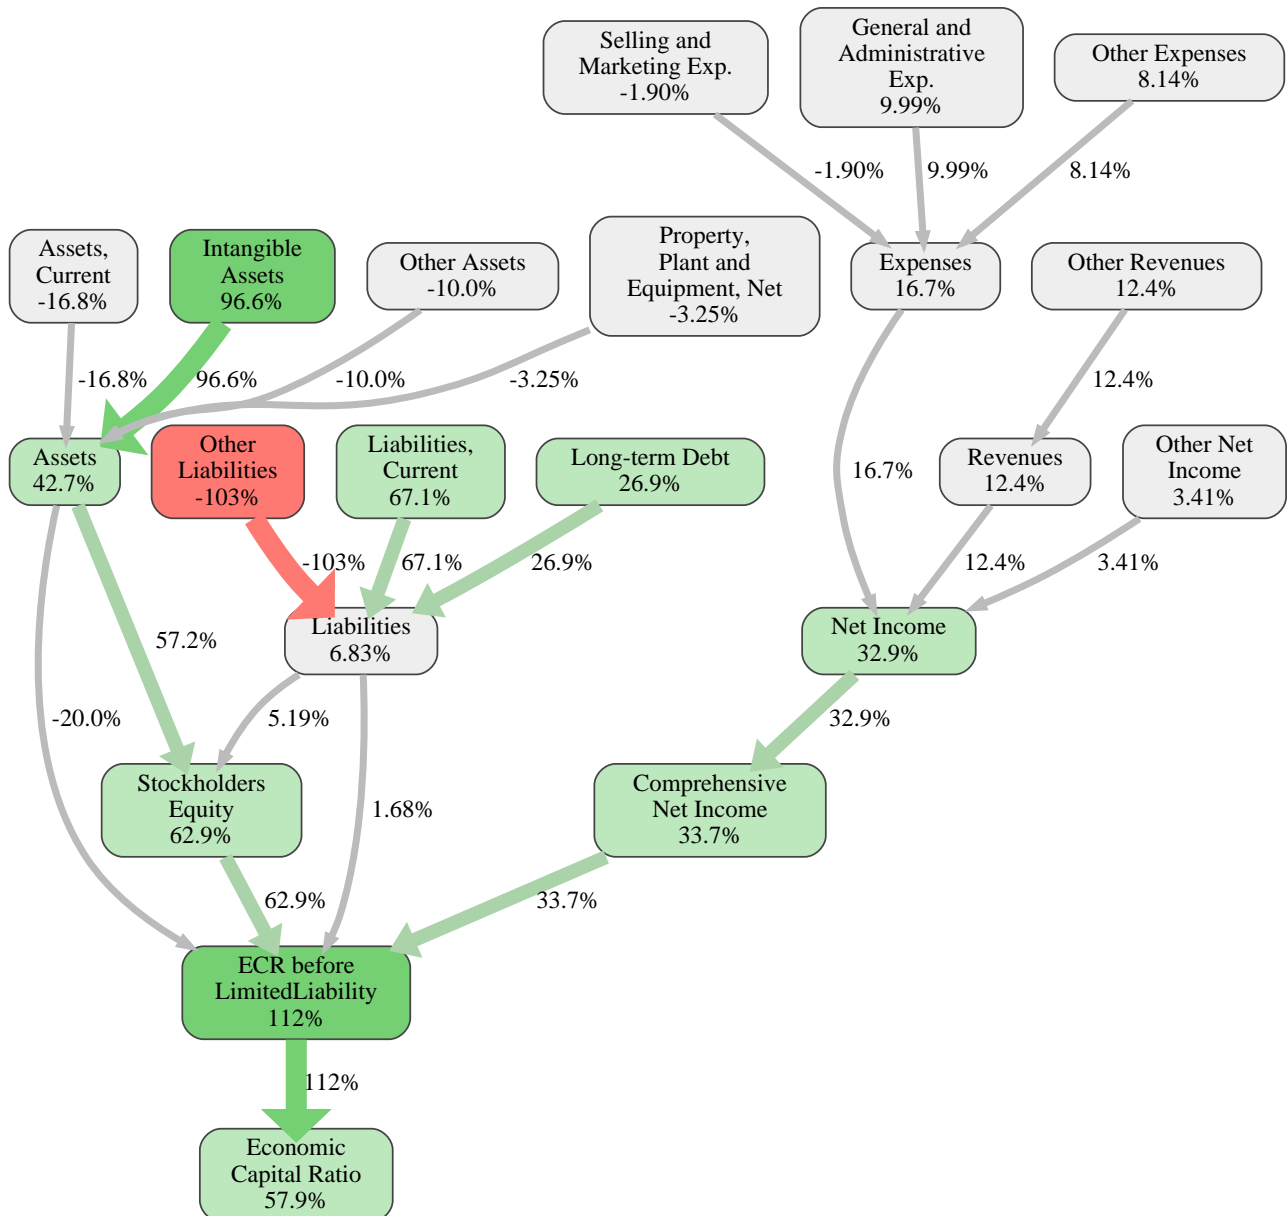 Selling and
Marketing Exp.
-1.90%
General and
Administrative
Exp.
9.99%
Other Expenses
8.14%
-1.90%
9.99%
8.14%
Assets,
Current
-16.8%
Intangible
Assets
96.6%
Other Assets
-10.0%
Property,
Plant and
Equipment, Net
-3.25%
Expenses
16.7%
Other Revenues
12.4%
-16.8%
96.6%
-10.0%
-3.25%
12.4%
Assets
42.7%
Other
Liabilities
-103%
Liabilities,
Current
67.1%
Long-term Debt
26.9%
16.7%
Revenues
12.4%
Other Net
Income
3.41%
-103%
67.1%
26.9%
12.4%
3.41%
57.2%
Liabilities
6.83%
Net Income
32.9%
-20.0%
5.19%
32.9%
Stockholders
Equity
62.9%
1.68%
Comprehensive
Net Income
33.7%
62.9%
33.7%
ECR before
LimitedLiability
112%
112%
Economic
Capital Ratio
57.9%